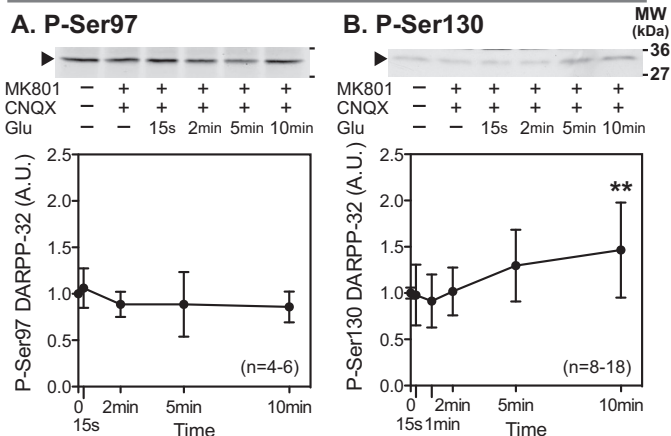 A. P-Ser97
MK801 – + + + + +
CNQX – + + + + +
Glu – – 15s 2min 5min 10min
P-Ser97 DARPP-32 (A.U.)
2.5
2.0
1.5
1.0
0.5
0.0
(n=4-6)
0 2min 5min 10min
15s
Time
B. P-Ser130
MW
(kDa)
-36
-27
MK801 – + + + + +
CNQX – + + + + +
Glu – – 15s 2min 5min 10min
P-Ser130 DARPP-32 (A.U.)
2.5
2.0
1.5
1.0
0.5
0.0
**
(n=8-18)
0 2min 5min 10min
15s 1min
Time